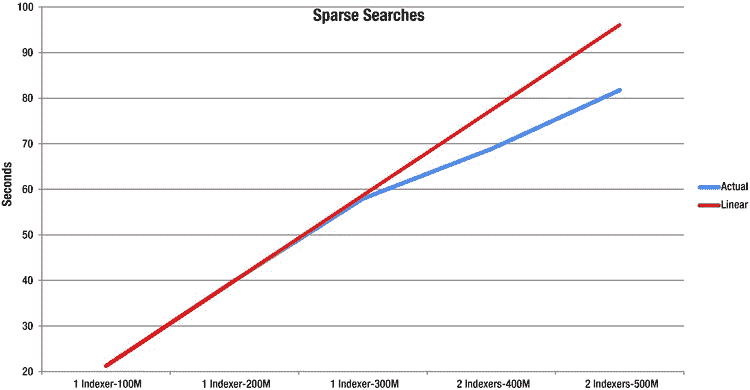 Sparse Searches
100
90
80
70
60
50
40
30
20
Seconds
1 Indexer-100M
1 Indexer-200M
1 Indexer-300M
2 Indexers-400M
2 Indexers-500M
Actual
Linear